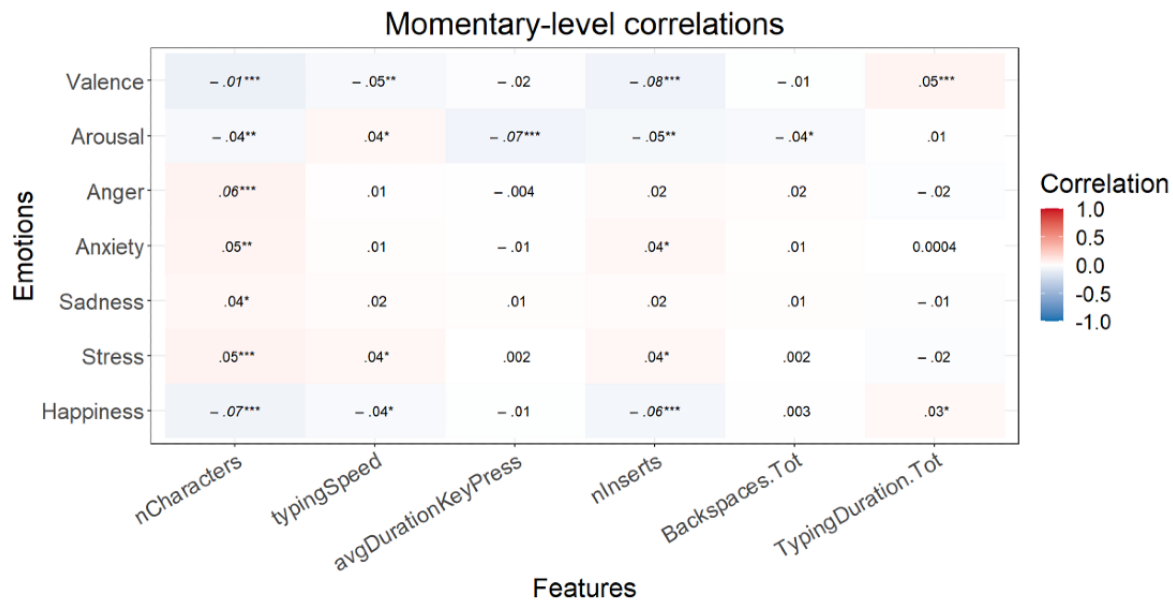 Momentary-level correlations
Emotions
Valence – .01*** – .05** – .02 – .08*** – .01 .05***
Arousal – .04** .04* – .07*** – .05** – .04* .01
Anger .06*** .01 – .004 .02 .02 – .02
Anxiety .05** .01 – .01 .04* .01 0.0004
Sadness .04* .02 .01 .02 .01 – .01
Stress .05*** .04* .002 .04* .002 – .02
Happiness – .07*** – .04* – .01 – .06*** .003 .03*
nCharacters typingSpeed avgDurationKeyPress nInserts Backspaces.Tot TypingDuration.Tot
Features
Correlation
1.0
0.5
0.0
-0.5
-1.0